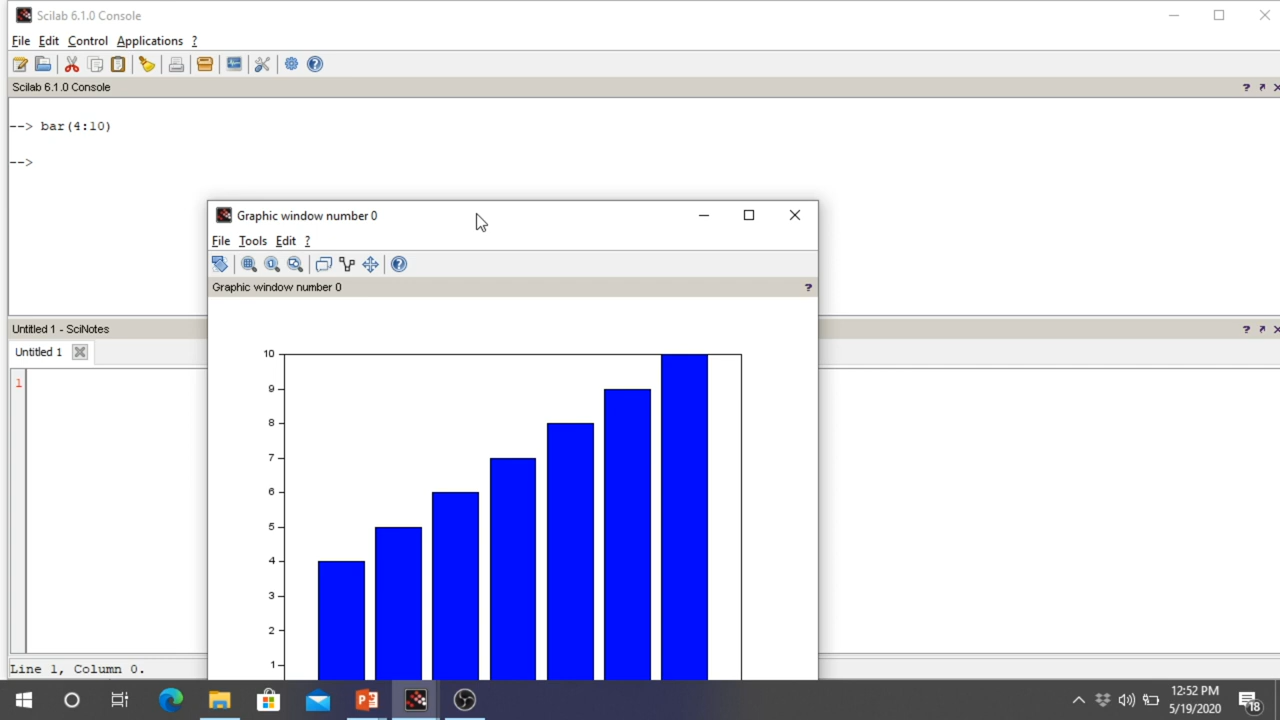 Scilab 6.1.0 Console
File Edit Control Applications ?
Scilab 6.1.0 Console
--> bar(4:10)
-->
Graphic window number 0
File Tools Edit ?
Graphic window number 0
10
9
8
7
6
5
4
3
2
1
Untitled 1 - SciNotes
Untitled 1
1
Line 1, Column 0.
12:52 PM
5/19/2020
18